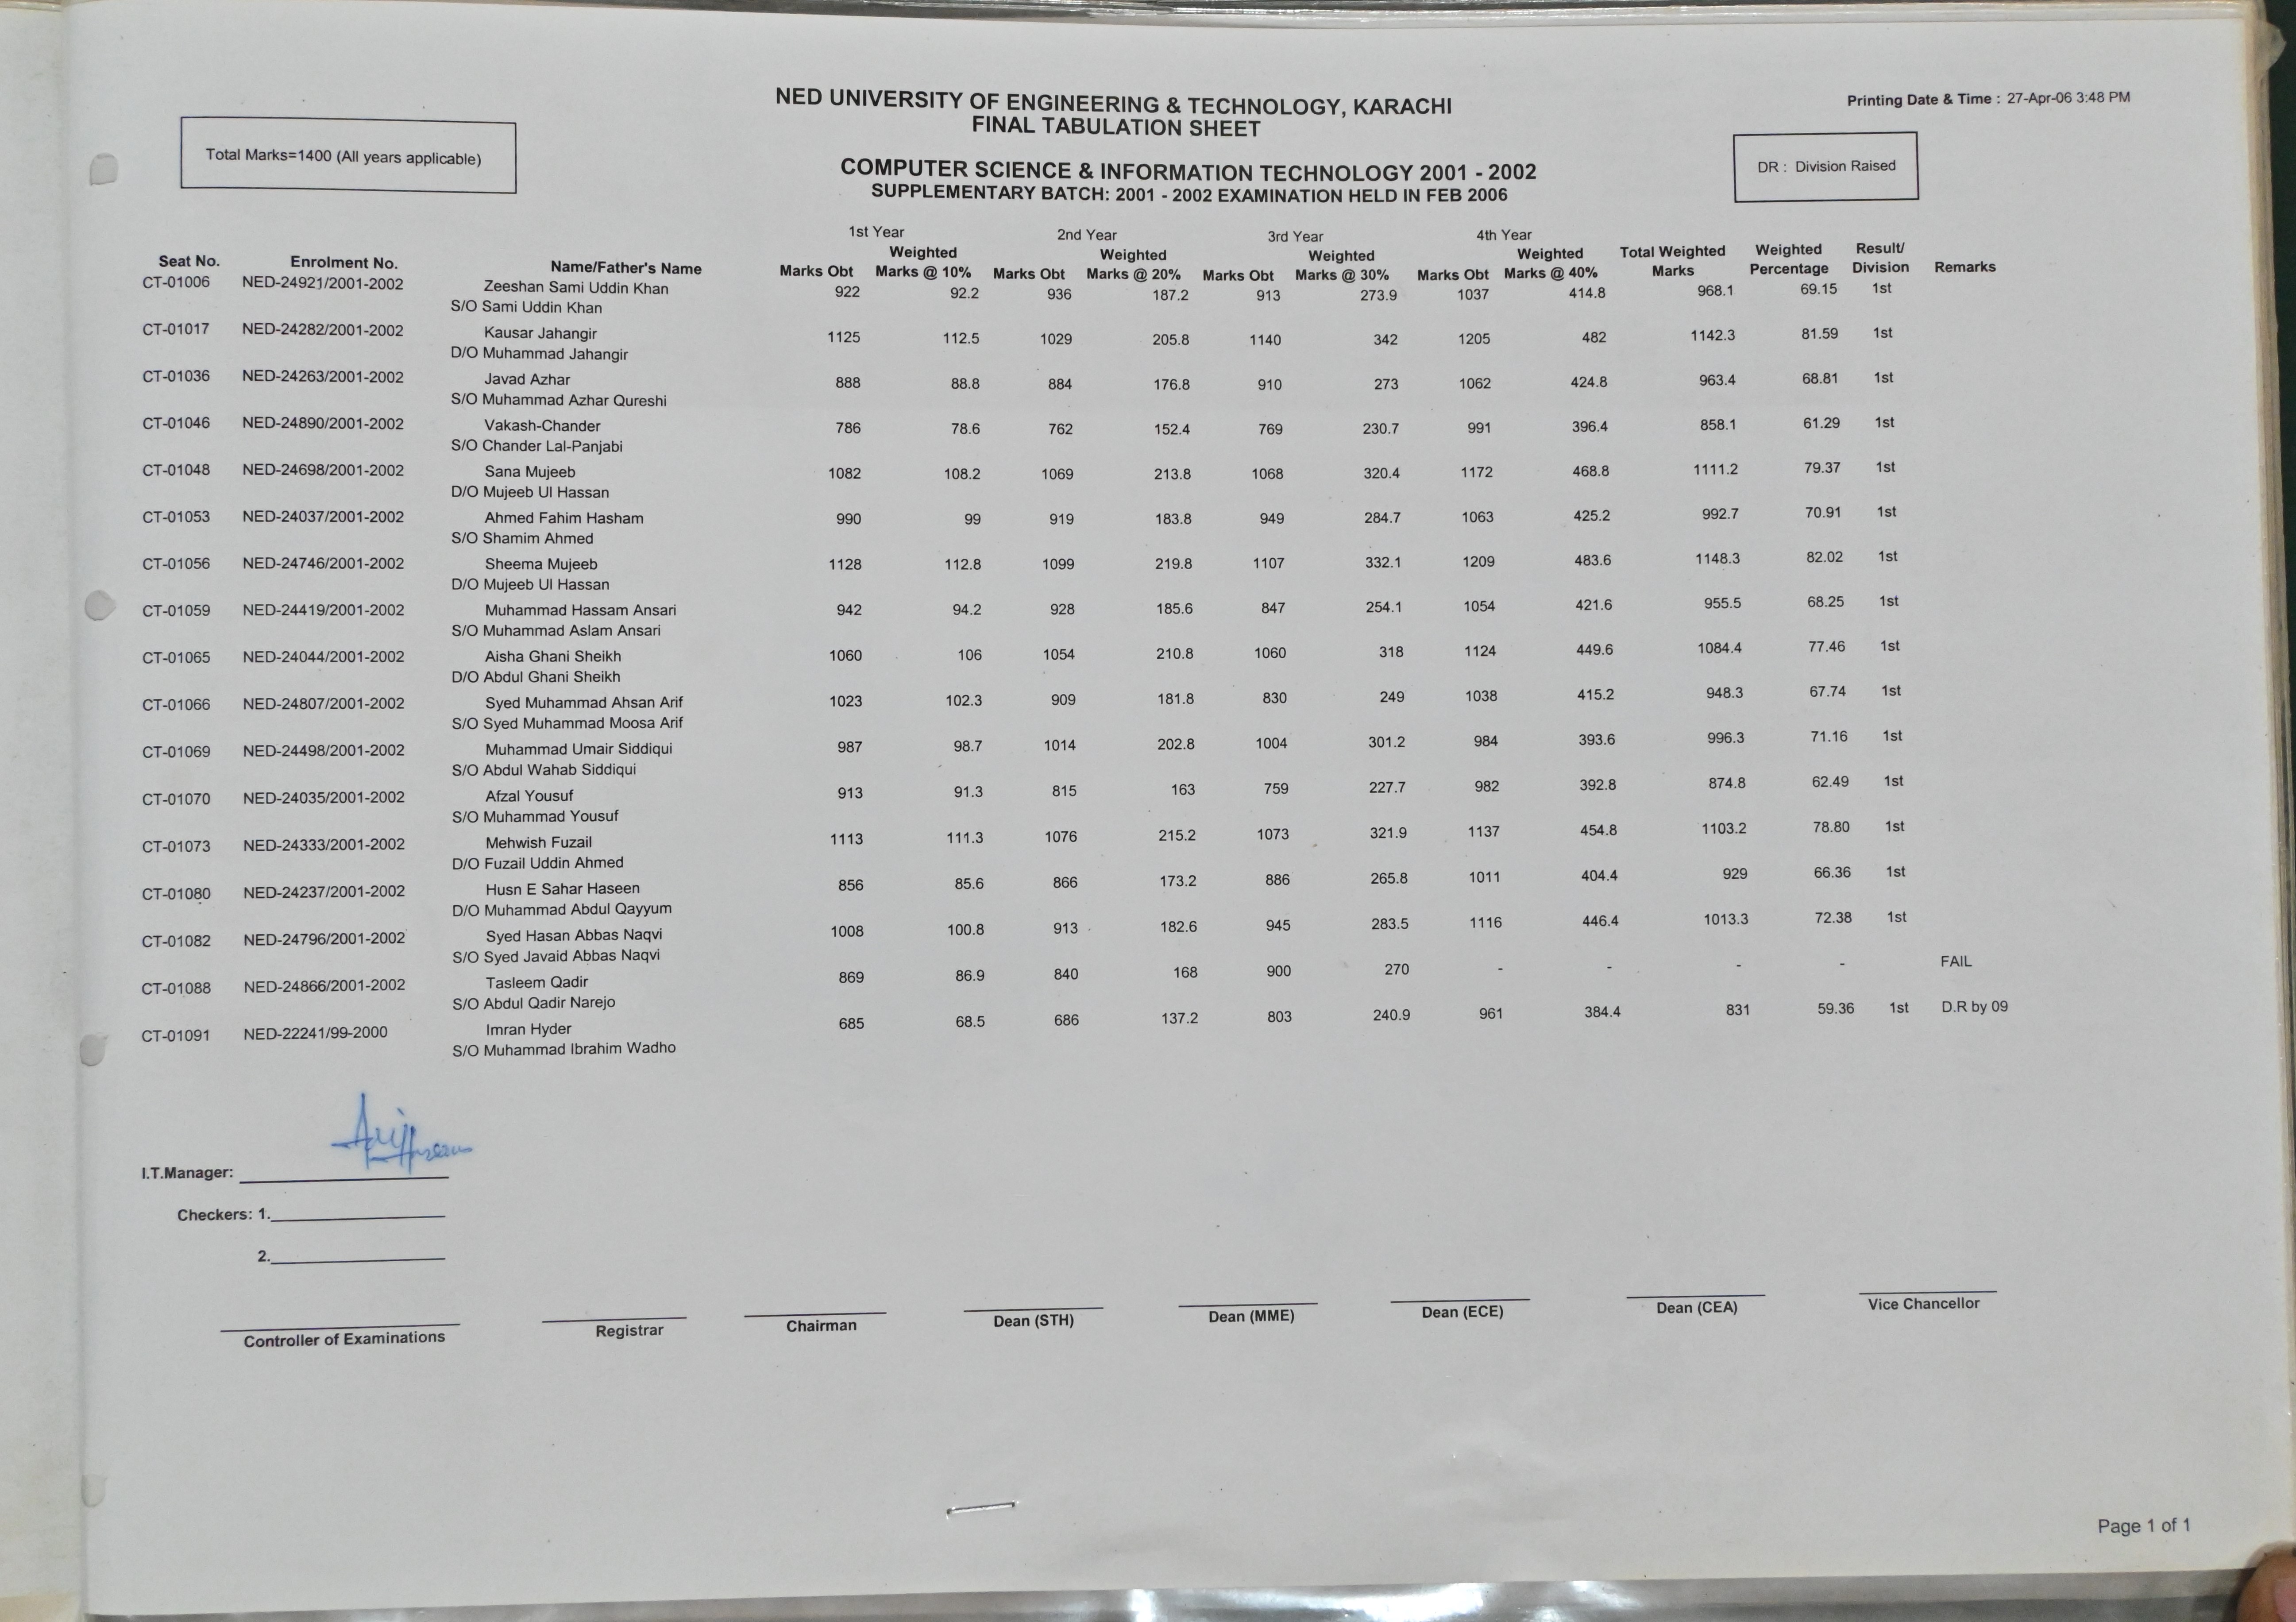 NED UNIVERSITY OF ENGINEERING & TECHNOLOGY, KARACHI
FINAL TABULATION SHEET
Printing Date & Time : 27-Apr-06 3:48 PM
Total Marks=1400 (All years applicable)
COMPUTER SCIENCE & INFORMATION TECHNOLOGY 2001 - 2002
SUPPLEMENTARY BATCH: 2001 - 2002 EXAMINATION HELD IN FEB 2006
DR : Division Raised
1st Year 2nd Year 3rd Year 4th Year
Weighted Weighted Weighted Weighted Total Weighted Weighted Result/
Seat No. Enrolment No. Name/Father's Name Marks Obt Marks @ 10% Marks Obt Marks @ 20% Marks Obt Marks @ 30% Marks Obt Marks @ 40% Marks Percentage Division Remarks
CT-01006 NED-24921/2001-2002 Zeeshan Sami Uddin Khan 922 92.2 936 187.2 913 273.9 1037 414.8 968.1 69.15 1st
S/O Sami Uddin Khan
CT-01017 NED-24282/2001-2002 Kausar Jahangir 1125 112.5 1029 205.8 1140 342 1205 482 1142.3 81.59 1st
D/O Muhammad Jahangir
CT-01036 NED-24263/2001-2002 Javad Azhar 888 88.8 884 176.8 910 273 1062 424.8 963.4 68.81 1st
S/O Muhammad Azhar Qureshi
CT-01046 NED-24890/2001-2002 Vakash-Chander 786 78.6 762 152.4 769 230.7 991 396.4 858.1 61.29 1st
S/O Chander Lal-Panjabi
CT-01048 NED-24698/2001-2002 Sana Mujeeb 1082 108.2 1069 213.8 1068 320.4 1172 468.8 1111.2 79.37 1st
D/O Mujeeb Ul Hassan
CT-01053 NED-24037/2001-2002 Ahmed Fahim Hasham 990 99 919 183.8 949 284.7 1063 425.2 992.7 70.91 1st
S/O Shamim Ahmed
CT-01056 NED-24746/2001-2002 Sheema Mujeeb 1128 112.8 1099 219.8 1107 332.1 1209 483.6 1148.3 82.02 1st
D/O Mujeeb Ul Hassan
CT-01059 NED-24419/2001-2002 Muhammad Hassam Ansari 942 94.2 928 185.6 847 254.1 1054 421.6 955.5 68.25 1st
S/O Muhammad Aslam Ansari
CT-01065 NED-24044/2001-2002 Aisha Ghani Sheikh 1060 106 1054 210.8 1060 318 1124 449.6 1084.4 77.46 1st
D/O Abdul Ghani Sheikh
CT-01066 NED-24807/2001-2002 Syed Muhammad Ahsan Arif 1023 102.3 909 181.8 830 249 1038 415.2 948.3 67.74 1st
S/O Syed Muhammad Moosa Arif
CT-01069 NED-24498/2001-2002 Muhammad Umair Siddiqui 987 98.7 1014 202.8 1004 301.2 984 393.6 996.3 71.16 1st
S/O Abdul Wahab Siddiqui
CT-01070 NED-24035/2001-2002 Afzal Yousuf 913 91.3 815 163 759 227.7 982 392.8 874.8 62.49 1st
S/O Muhammad Yousuf
CT-01073 NED-24333/2001-2002 Mehwish Fuzail 1113 111.3 1076 215.2 1073 321.9 1137 454.8 1103.2 78.80 1st
D/O Fuzail Uddin Ahmed
CT-01080 NED-24237/2001-2002 Husn E Sahar Haseen 856 85.6 866 173.2 886 265.8 1011 404.4 929 66.36 1st
D/O Muhammad Abdul Qayyum
CT-01082 NED-24796/2001-2002 Syed Hasan Abbas Naqvi 1008 100.8 913 182.6 945 283.5 1116 446.4 1013.3 72.38 1st
S/O Syed Javaid Abbas Naqvi
CT-01088 NED-24866/2001-2002 Tasleem Qadir 869 86.9 840 168 900 270 - - - - FAIL
S/O Abdul Qadir Narejo
CT-01091 NED-22241/99-2000 Imran Hyder 685 68.5 686 137.2 803 240.9 961 384.4 831 59.36 1st D.R by 09
S/O Muhammad Ibrahim Wadho
I.T.Manager:
Checkers: 1.
2.
Controller of Examinations Registrar Chairman Dean (STH) Dean (MME) Dean (ECE) Dean (CEA) Vice Chancellor
Page 1 of 1